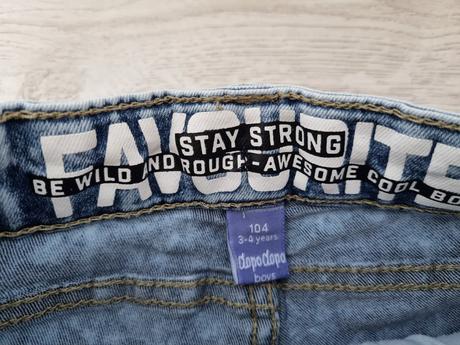 FAVOURITE
STAY STRONG
BE WILD AND ROUGH - AWESOME COOL BO
104
3-4 years
dopodopo
boys